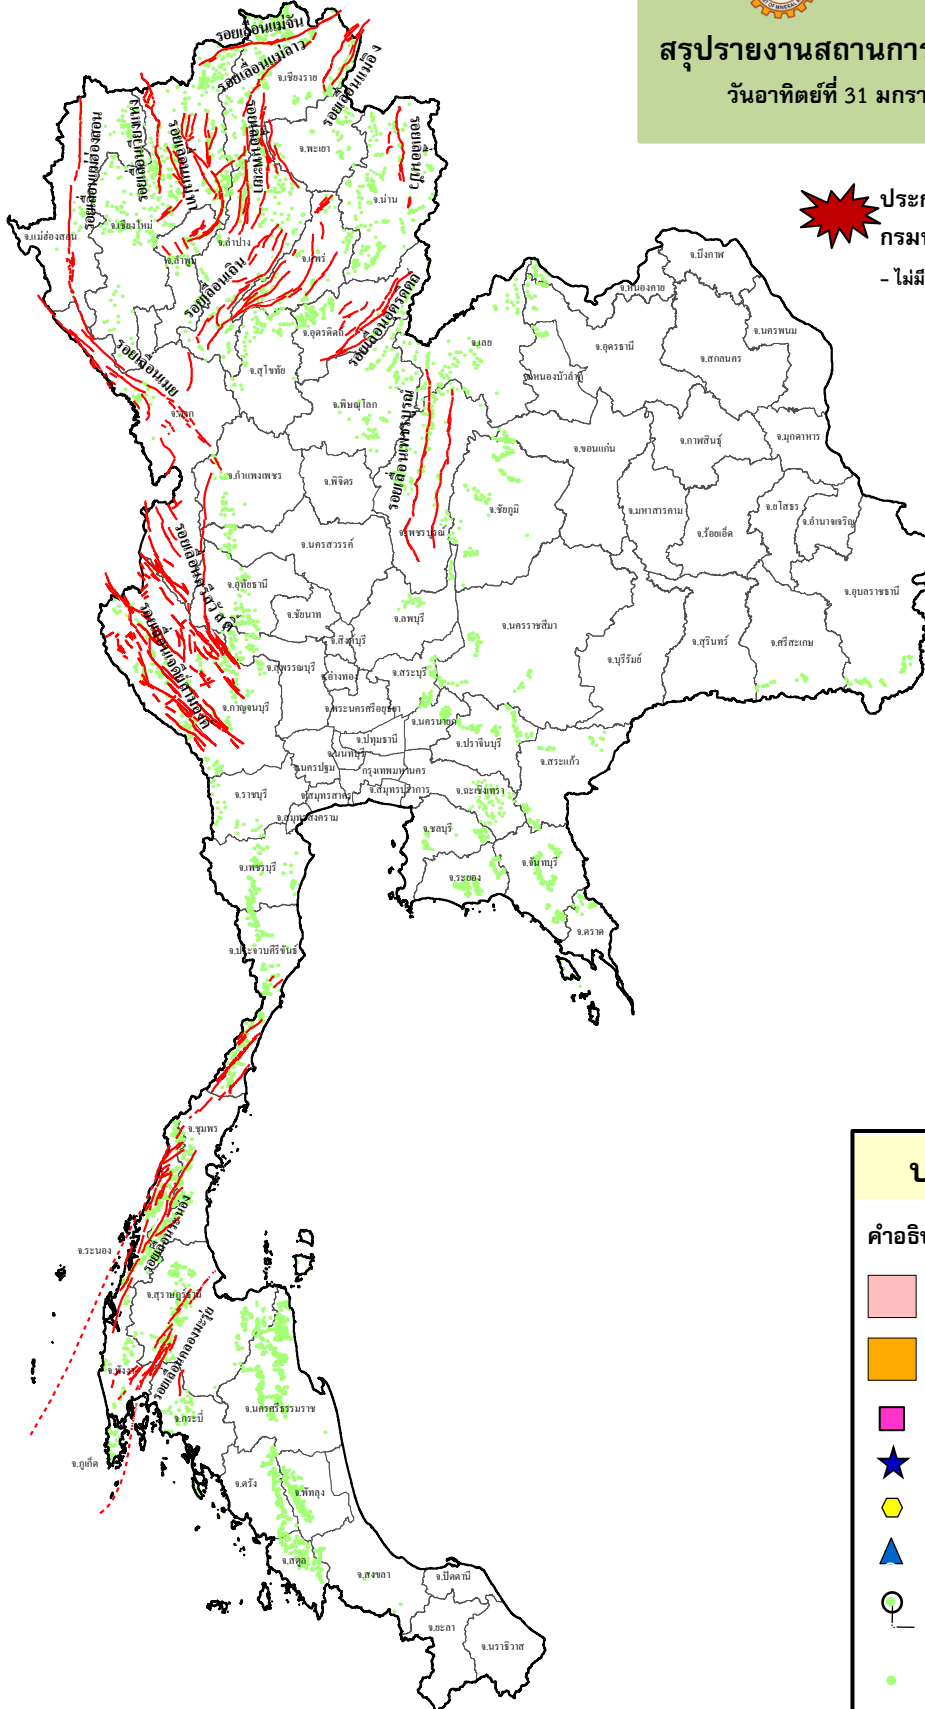 สรุปรายงานสถานการ
วันอาทิตย์ที่ 31 มกรา
ประก
กรมท
- ไม่มี
รอยเลื่อนแม่จัน
รอยเลื่อนแม่ลาว
จ.เชียงราย
รอยเลื่อนแม่อิง
รอยเลื่อนแม่ฮ่องสอน
รอยเลื่อนแม่ทา
รอยเลื่อนพะเยา
จ.พะเยา
รอยเลื่อนปัว
จ.น่าน
จ.แม่ฮ่องสอน
จ.เชียงใหม่
จ.ลำพูน
จ.ลำปาง
จ.แพร่
รอยเลื่อนเถิน
รอยเลื่อนอุตรดิตถ์
จ.อุตรดิตถ์
จ.บึงกาฬ
จ.หนองคาย
จ.นครพนม
จ.เลย
จ.อุดรธานี
จ.สกลนคร
รอยเลื่อนเมย
จ.สุโขทัย
จ.หนองบัวลำภู
จ.ตาก
จ.พิษณุโลก
รอยเลื่อนเพชรบูรณ์
จ.ขอนแก่น
จ.กาฬสินธุ์
จ.มุกดาหาร
จ.กำแพงเพชร
จ.พิจิตร
จ.ชัยภูมิ
จ.มหาสารคาม
จ.ร้อยเอ็ด
จ.ยโสธร
จ.อำนาจเจริญ
จ.เพชรบูรณ์
จ.นครสวรรค์
รอยเลื่อนศรีสวัสดิ์
จ.อุทัยธานี
จ.อุบลราชธานี
จ.ชัยนาท
จ.ลพบุรี
จ.นครราชสีมา
รอยเลื่อนเจดีย์สามองค์
จ.สิงห์บุรี
จ.สุรินทร์
จ.ศรีสะเกษ
จ.บุรีรัมย์
จ.สุพรรณบุรี
จ.อ่างทอง
จ.สระบุรี
จ.กาญจนบุรี
จ.พระนครศรีอยุธยา
จ.นครนายก
จ.ปทุมธานี
จ.ปราจีนบุรี
จ.นนทบุรี
จ.สระแก้ว
จ.นครปฐม
กรุงเทพมหานคร
จ.ราชบุรี
จ.สมุทรสาคร
จ.สมุทรปราการ
จ.ฉะเชิงเทรา
จ.สมุทรสงคราม
จ.ชลบุรี
จ.เพชรบุรี
จ.ระยอง
จ.จันทบุรี
จ.ตราด
จ.ประจวบคีรีขันธ์
จ.ชุมพร
รอยเลื่อนระนอง
จ.ระนอง
จ.สุราษฎร์ธานี
รอยเลื่อนคลองมะรุ่ย
จ.พังงา
จ.นครศรีธรรมราช
จ.กระบี่
จ.ภูเก็ต
จ.ตรัง
จ.พัทลุง
จ.สตูล
จ.สงขลา
จ.ปัตตานี
จ.ยะลา
จ.นราธิวาส
คำอธิบ